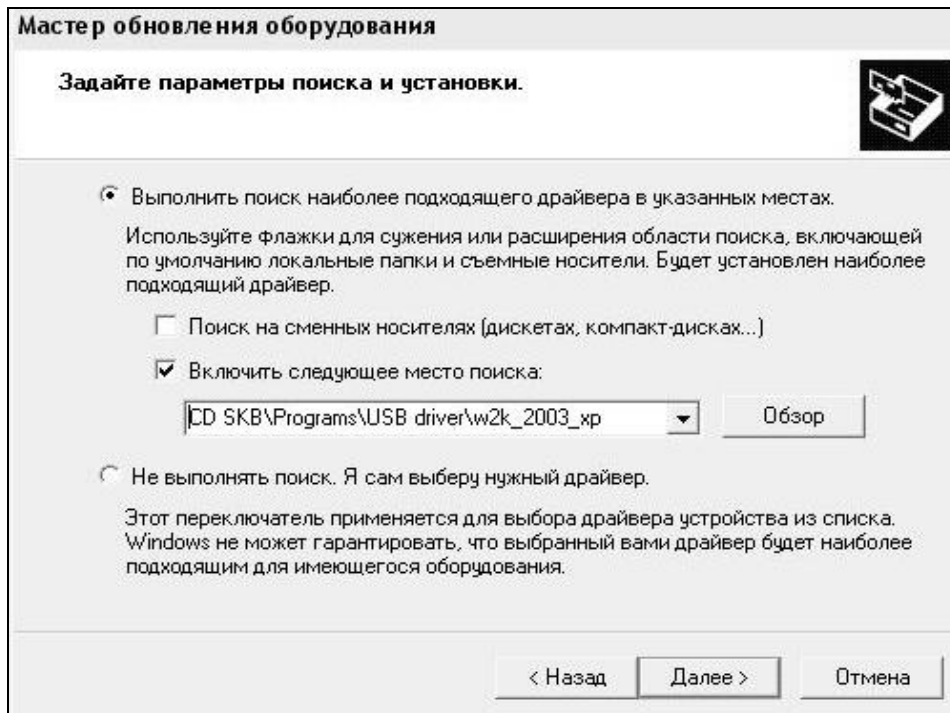 Мастер обновления оборудования
Задайте параметры поиска и установки.
Выполнить поиск наиболее подходящего драйвера в указанных местах.
Используйте флажки для сужения или расширения области поиска, включающей
по умолчанию локальные папки и съемные носители. Будет установлен наиболее
подходящий драйвер.
Поиск на сменных носителях (дискетах, компакт-дисках...)
Включить следующее место поиска:
CD SKB\Programs\USB driver\w2k_2003_xp
Обзор
Не выполнять поиск. Я сам выберу нужный драйвер.
Этот переключатель применяется для выбора драйвера устройства из списка.
Windows не может гарантировать, что выбранный вами драйвер будет наиболее
подходящим для имеющегося оборудования.
< Назад
Далее >
Отмена